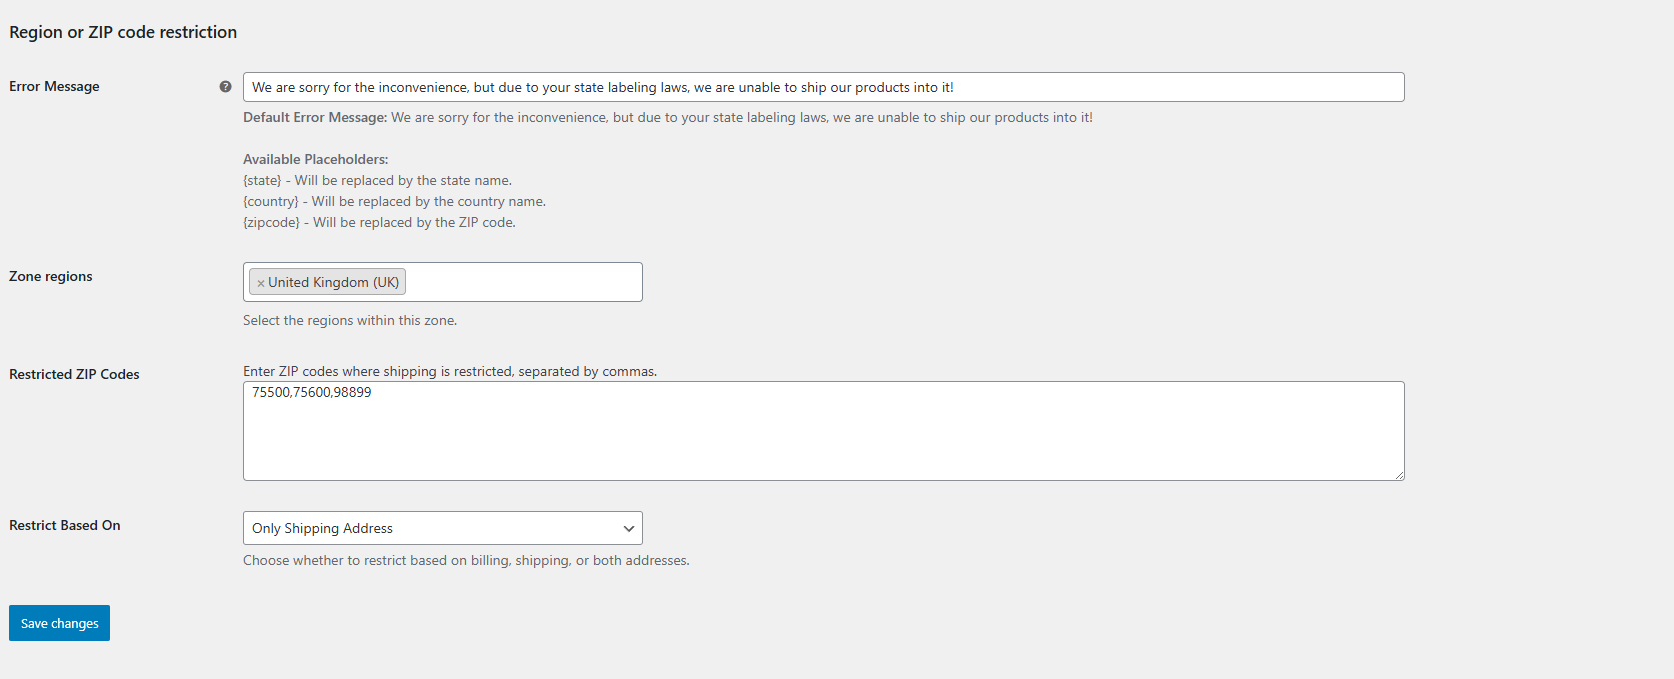 Region or ZIP code restriction
Error Message
We are sorry for the inconvenience, but due to your state labeling laws, we are unable to ship our products into it!
Default Error Message: We are sorry for the inconvenience, but due to your state labeling laws, we are unable to ship our products into it!
Available Placeholders:
{state} - Will be replaced by the state name.
{country} - Will be replaced by the country name.
{zipcode} - Will be replaced by the ZIP code.
Zone regions
× United Kingdom (UK)
Select the regions within this zone.
Restricted ZIP Codes
Enter ZIP codes where shipping is restricted, separated by commas.
75500,75600,98899
Restrict Based On
Only Shipping Address
Choose whether to restrict based on billing, shipping, or both addresses.
Save changes